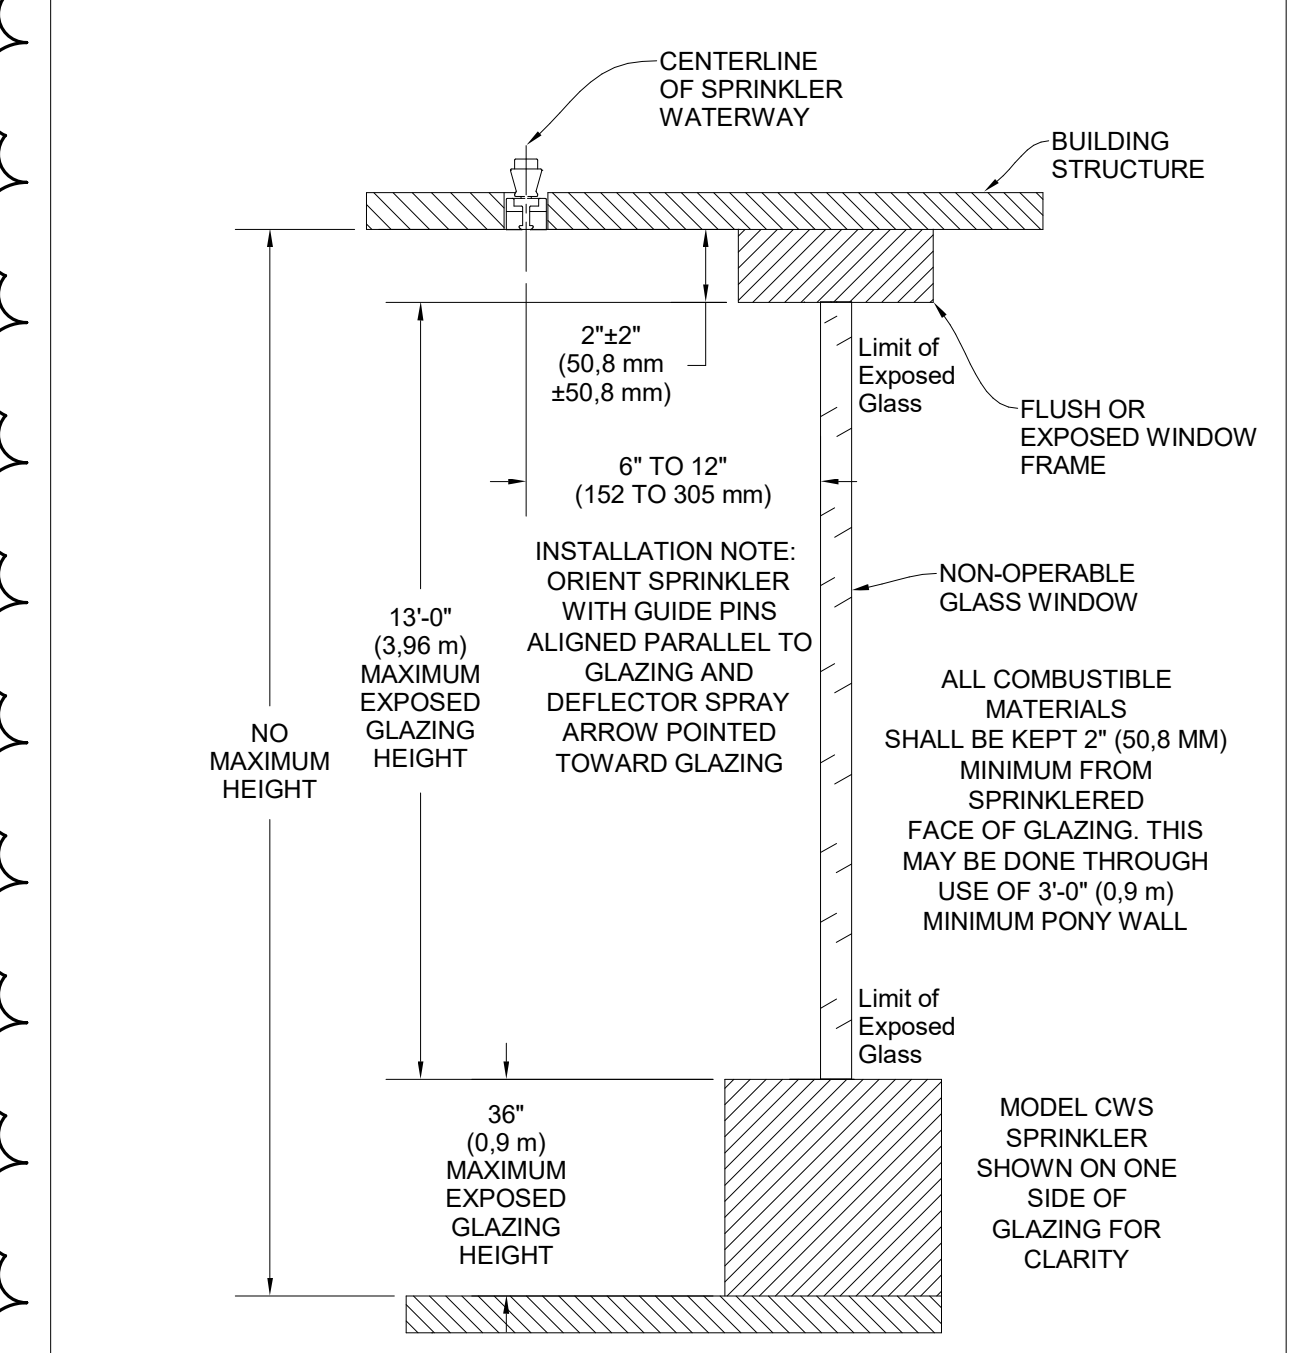 CENTERLINE
OF SPRINKLER
WATERWAY
BUILDING
STRUCTURE
2"±2"
(50,8 mm
±50,8 mm)
Limit of
Exposed
Glass
FLUSH OR
EXPOSED WINDOW
FRAME
6" TO 12"
(152 TO 305 mm)
INSTALLATION NOTE:
ORIENT SPRINKLER
WITH GUIDE PINS
ALIGNED PARALLEL TO
GLAZING AND
DEFLECTOR SPRAY
ARROW POINTED
TOWARD GLAZING
NON-OPERABLE
GLASS WINDOW
13'-0"
(3,96 m)
MAXIMUM
EXPOSED
GLAZING
HEIGHT
NO
MAXIMUM
HEIGHT
ALL COMBUSTIBLE
MATERIALS
SHALL BE KEPT 2" (50,8 MM)
MINIMUM FROM
SPRINKLERED
FACE OF GLAZING. THIS
MAY BE DONE THROUGH
USE OF 3'-0" (0,9 m)
MINIMUM PONY WALL
Limit of
Exposed
Glass
36"
(0,9 m)
MAXIMUM
EXPOSED
GLAZING
HEIGHT
MODEL CWS
SPRINKLER
SHOWN ON ONE
SIDE OF
GLAZING FOR
CLARITY